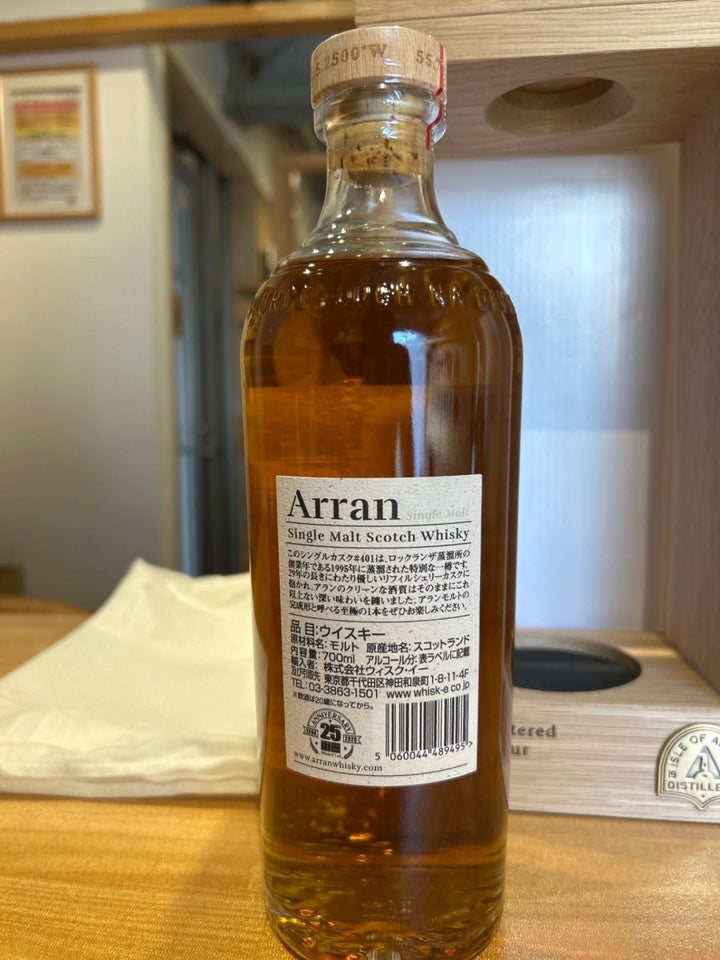 5.2500°W 55.
LOCH
Arran
Single Malt
Single Malt Scotch Whisky
このシングルカスク#401は、ロックランザ蒸溜所の
創業年である1995年に蒸溜された特別な一樽です。
29年の長きにわたり優しいリフィルシェリーカスクに
抱かれ、アランのクリーンな酒質はそのままにこれ
以上ない深い味わいを纏いました。アランモルトの
完成形と呼べる至極の1本をぜひお楽しみください。
品 目:ウイスキー
原材料名: モルト 原産地名: スコットランド
内容量: 700ml アルコール分: 表ラベルに記載
輸入者: 株式会社ウィスク・イー
及び引取先 東京都千代田区神田和泉町1-8-11-4F
TEL: 03-3863-1501 www whisk-e co jp
※飲酒は20歳になってから。
ANNIVERSARY
25
www.arranwhisky.com
5 060044 489495 >
ISLE OF A
DISTILLE